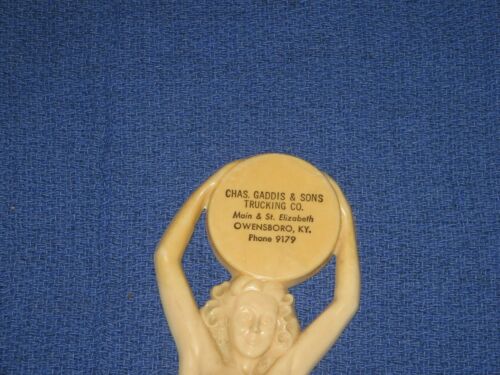 CHAS. GADDIS & SONS
TRUCKING CO.
Main & St. Elizabeth
OWENSBORO, KY.
Phone 9179